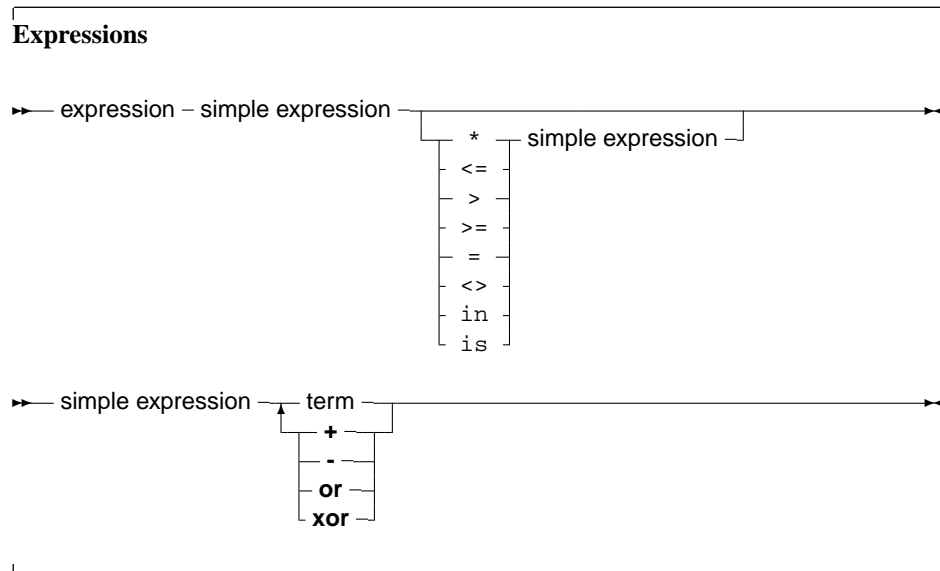 Expressions
expression simple expression
* simple expression
<=
>
>=
=
<>
in
is
simple expression term
+
-
or
xor